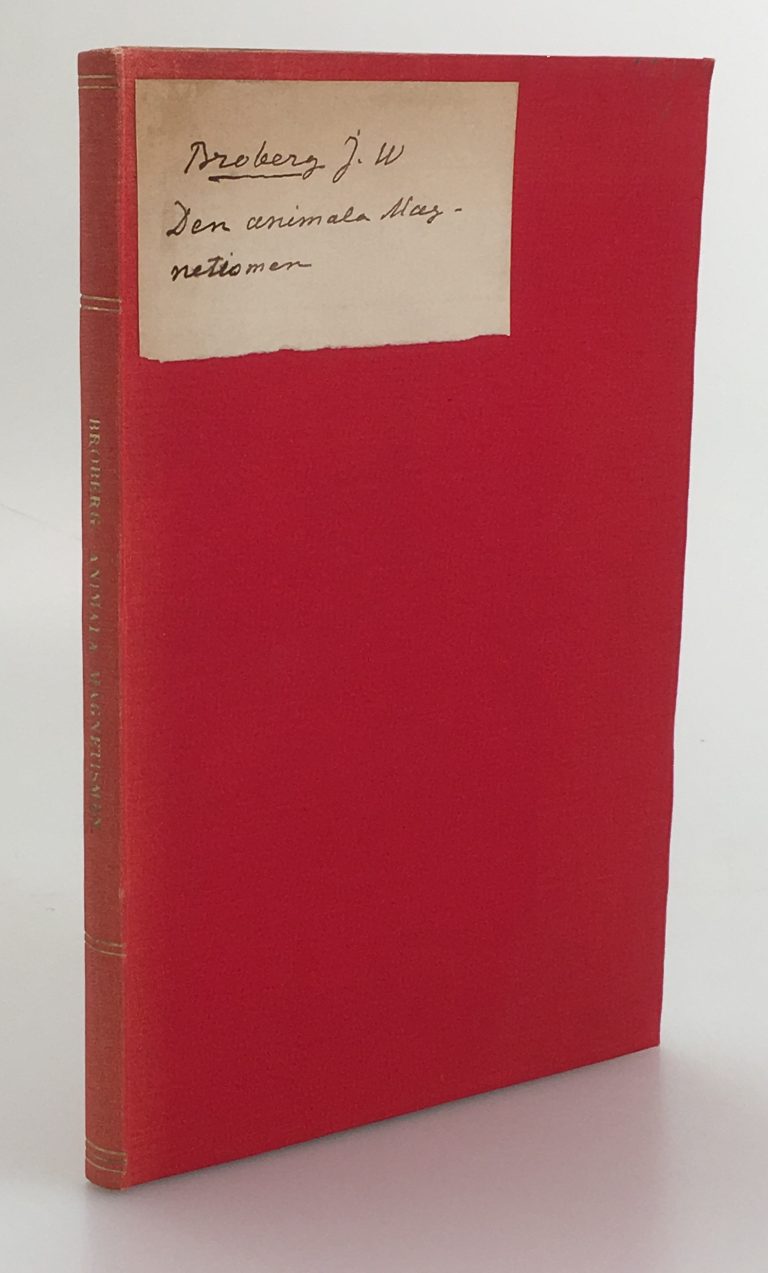 Broberg J. W
Den animala Mag-
netismen
BROBERG ANIMALA MAGNETISMEN